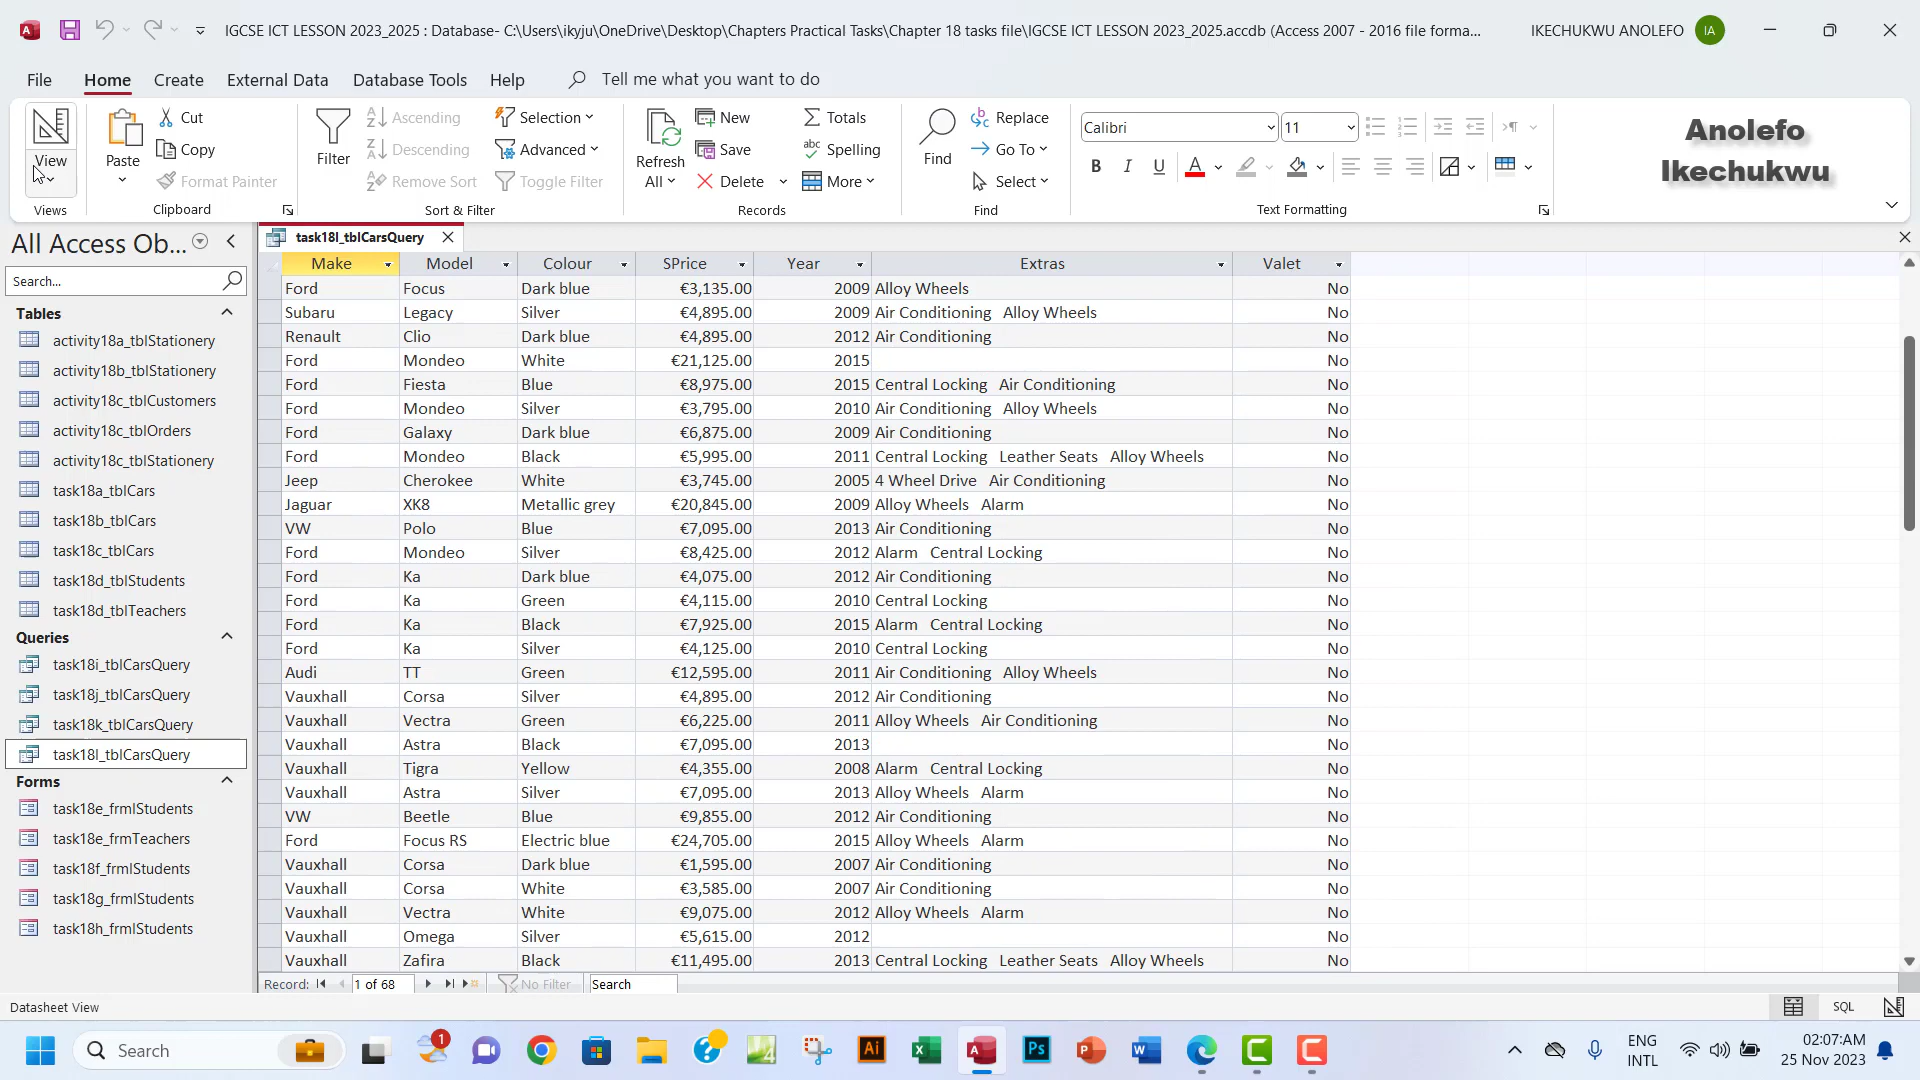 IGCSE ICT LESSON 2023_2025 : Database- C:\Users\ikyju\OneDrive\Desktop\Chapters Practical Tasks\Chapter 18 tasks file\IGCSE ICT LESSON 2023_2025.accdb (Access 2007 - 2016 file forma... IKECHUKWU ANOLEFO IA
File Home Create External Data Database Tools Help Tell me what you want to do
View Paste Cut Copy Format Painter Filter Ascending Descending Remove Sort Selection Advanced Toggle Filter Refresh All New Save Delete Totals Spelling More Find Replace Go To Select Calibri 11 B I U A
Anolefo
Ikechukwu
Views Clipboard Sort & Filter Records Find Text Formatting
All Access Ob...
Search...
Tables
activity18a_tblStationery
activity18b_tblStationery
activity18c_tblCustomers
activity18c_tblOrders
activity18c_tblStationery
task18a_tblCars
task18b_tblCars
task18c_tblCars
task18d_tblStudents
task18d_tblTeachers
Queries
task18i_tblCarsQuery
task18j_tblCarsQuery
task18k_tblCarsQuery
task18l_tblCarsQuery
Forms
task18e_frmlStudents
task18e_frmTeachers
task18f_frmlStudents
task18g_frmlStudents
task18h_frmlStudents
task18l_tblCarsQuery
Make Model Colour SPrice Year Extras Valet
Ford Focus Dark blue €3,135.00 2009 Alloy Wheels No
Subaru Legacy Silver €4,895.00 2009 Air Conditioning Alloy Wheels No
Renault Clio Dark blue €4,895.00 2012 Air Conditioning No
Ford Mondeo White €21,125.00 2015 No
Ford Fiesta Blue €8,975.00 2015 Central Locking Air Conditioning No
Ford Mondeo Silver €3,795.00 2010 Air Conditioning Alloy Wheels No
Ford Galaxy Dark blue €6,875.00 2009 Air Conditioning No
Ford Mondeo Black €5,995.00 2011 Central Locking Leather Seats Alloy Wheels No
Jeep Cherokee White €3,745.00 2005 4 Wheel Drive Air Conditioning No
Jaguar XK8 Metallic grey €20,845.00 2009 Alloy Wheels Alarm No
VW Polo Blue €7,095.00 2013 Air Conditioning No
Ford Mondeo Silver €8,425.00 2012 Alarm Central Locking No
Ford Ka Dark blue €4,075.00 2012 Air Conditioning No
Ford Ka Green €4,115.00 2010 Central Locking No
Ford Ka Black €7,925.00 2015 Alarm Central Locking No
Ford Ka Silver €4,125.00 2010 Central Locking No
Audi TT Green €12,595.00 2011 Air Conditioning Alloy Wheels No
Vauxhall Corsa Silver €4,895.00 2012 Air Conditioning No
Vauxhall Vectra Green €6,225.00 2011 Alloy Wheels Air Conditioning No
Vauxhall Astra Black €7,095.00 2013 No
Vauxhall Tigra Yellow €4,355.00 2008 Alarm Central Locking No
Vauxhall Astra Silver €7,095.00 2013 Alloy Wheels Alarm No
VW Beetle Blue €9,855.00 2012 Air Conditioning No
Ford Focus RS Electric blue €24,705.00 2015 Alloy Wheels Alarm No
Vauxhall Corsa Dark blue €1,595.00 2007 Air Conditioning No
Vauxhall Corsa White €3,585.00 2007 Air Conditioning No
Vauxhall Vectra White €9,075.00 2012 Alloy Wheels Alarm No
Vauxhall Omega Silver €5,615.00 2012 No
Vauxhall Zafira Black €11,495.00 2013 Central Locking Leather Seats Alloy Wheels No
Record: 1 of 68 No Filter Search
Datasheet View SQL
Search 1 Ai Ps ENG INTL 02:07:AM 25 Nov 2023